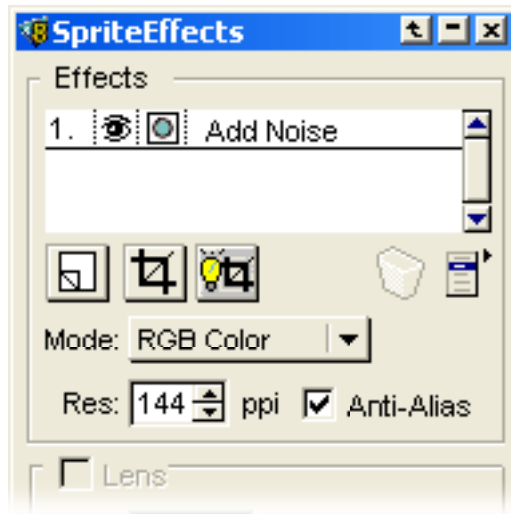 SpriteEffects
Effects
1. Add Noise
Mode: RGB Color
Res: 144 ppi Anti-Alias
Lens